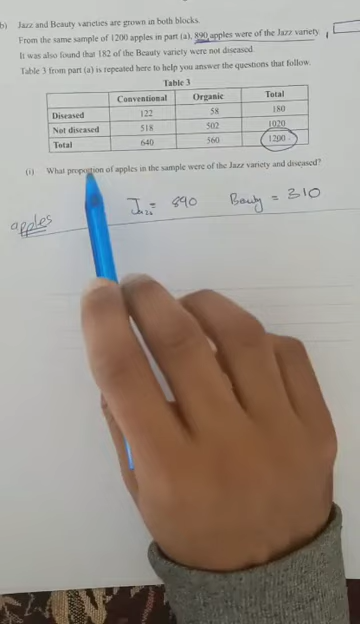 b) Jazz and Beauty varieties are grown in both blocks.
From the same sample of 1200 apples in part (a), 890 apples were of the Jazz variety.
It was also found that 182 of the Beauty variety were not diseased.
Table 3 from part (a) is repeated here to help you answer the questions that follow.
Table 3
Conventional Organic Total
Diseased 122 58 180
Not diseased 518 502 1020
Total 640 560 1200
(i) What proportion of apples in the sample were of the Jazz variety and diseased?
apples = 890 Beuty = 310